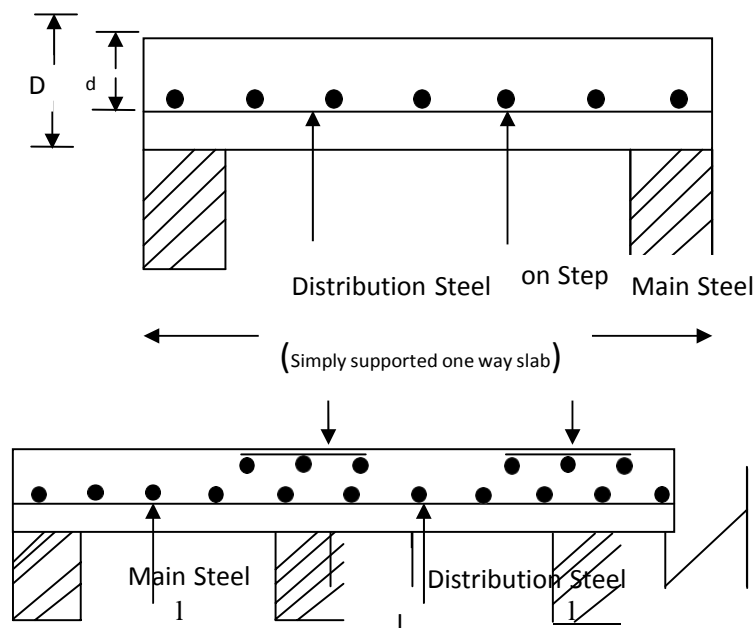 D d
Distribution Steel on Step Main Steel
(Simply supported one way slab)
Main Steel Distribution Steel
l l l